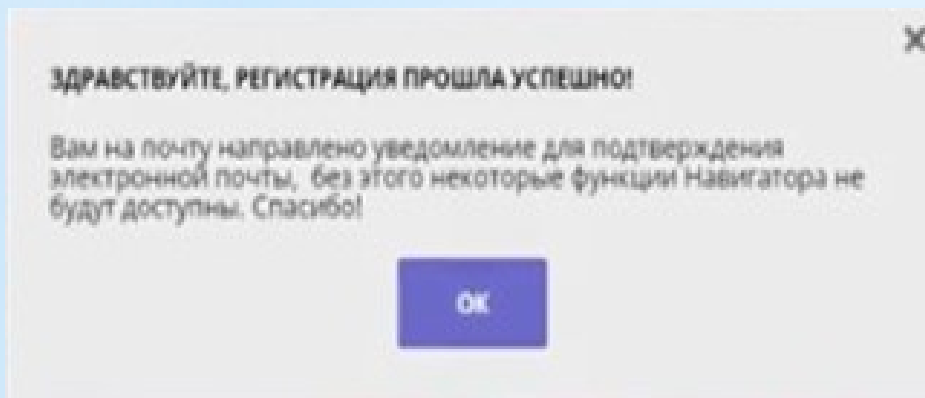 ЗДРАВСТВУЙТЕ, РЕГИСТРАЦИЯ ПРОШЛА УСПЕШНО!
Вам на почту направлено уведомление для подтверждения
электронной почты, без этого некоторые функции Навигатора не
будут доступны. Спасибо!
ОК